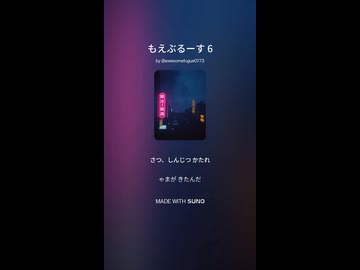 もえぶるーす 6
by @awesomefugue0773
さつ、しんじつ かたれ
ゃまが きたんだ
MADE WITH SUNO